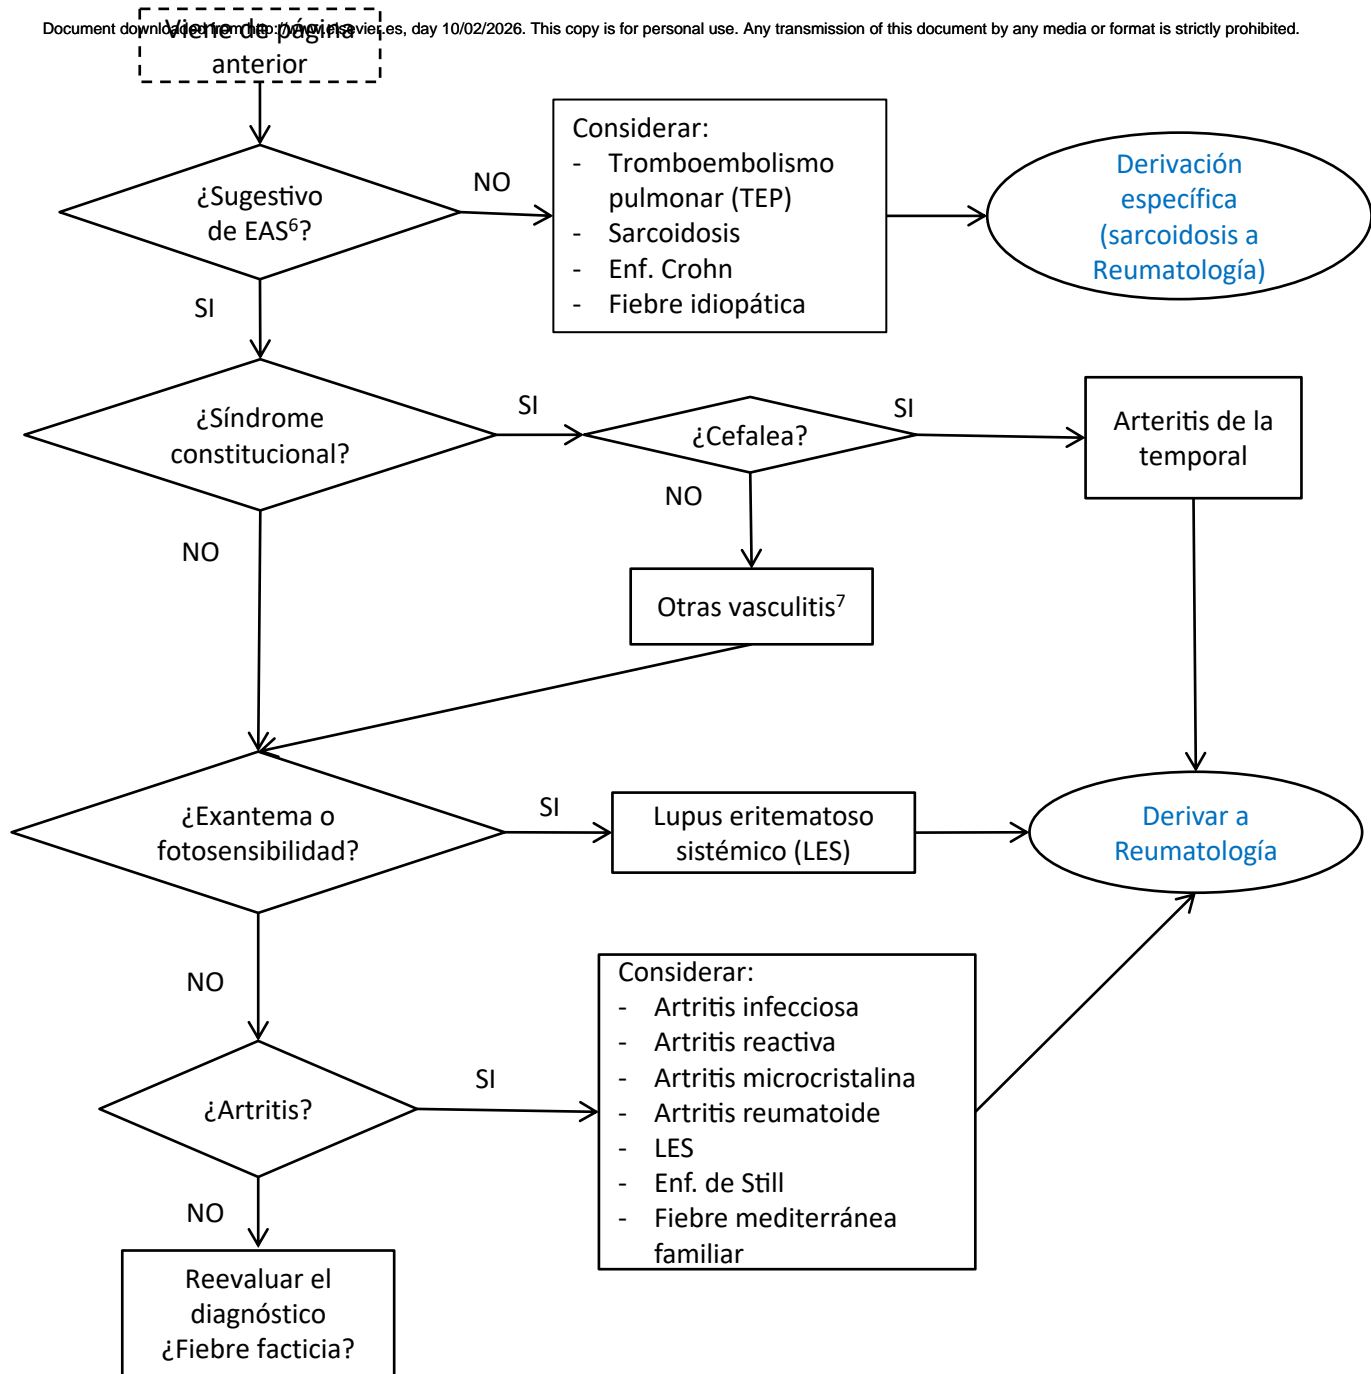 Document downloaded from http://www.elsevier.es, day 10/02/2026. This copy is for personal use. Any transmission of this document by any media or format is strictly prohibited.
Viene de página
anterior
¿Sugestivo
de EAS⁶?
NO
Considerar:
- Tromboembolismo
pulmonar (TEP)
- Sarcoidosis
- Enf. Crohn
- Fiebre idiopática
Derivación
específica
(sarcoidosis a
Reumatología)
SI
¿Síndrome
constitucional?
SI
¿Cefalea?
SI
Arteritis de la
temporal
NO
NO
Otras vasculitis⁷
¿Exantema o
fotosensibilidad?
SI
Lupus eritematoso
sistémico (LES)
Derivar a
Reumatología
NO
¿Artritis?
SI
Considerar:
- Artritis infecciosa
- Artritis reactiva
- Artritis microcristalina
- Artritis reumatoide
- LES
- Enf. de Still
- Fiebre mediterránea
familiar
NO
Reevaluar el
diagnóstico
¿Fiebre facticia?